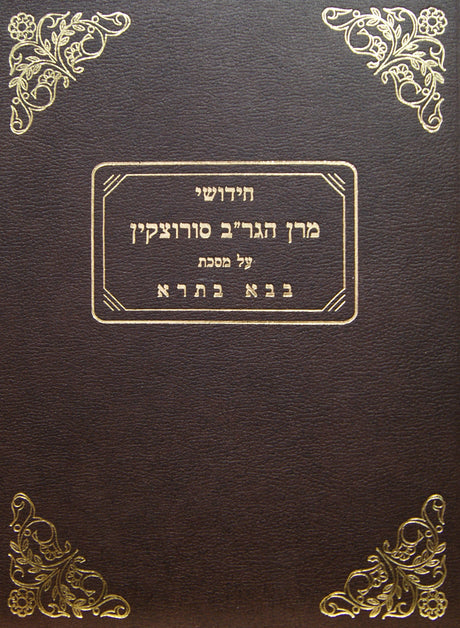 חידושי
מרן הגר״ב סורוצקין
על מסכת
בבא בתרא